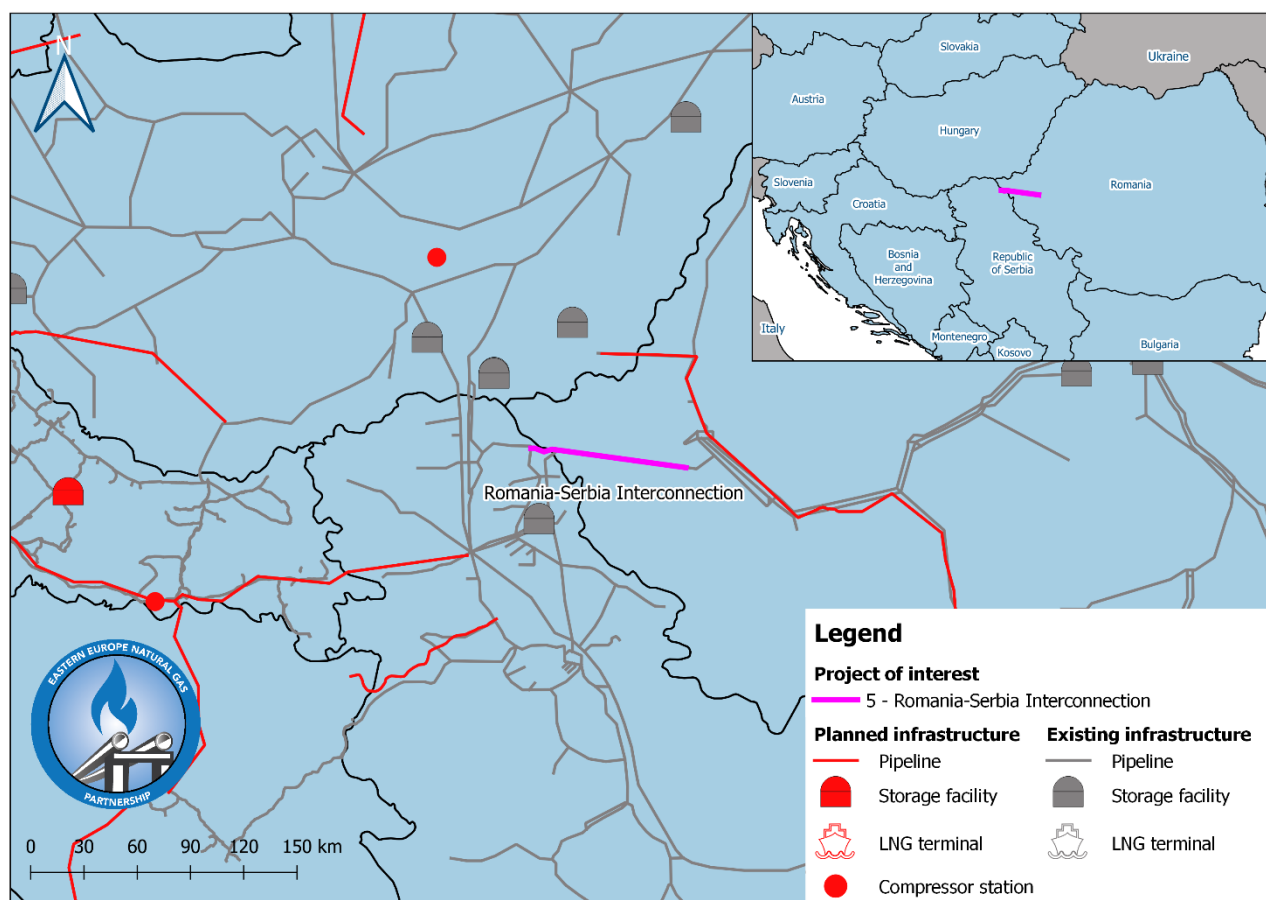 N
Slovakia
Ukraine
Austria
Hungary
Slovenia
Romania
Croatia
Bosnia
and
Herzegovina
Republic
of Serbia
Italy
Montenegro
Kosovo
Bulgaria
Romania-Serbia Interconnection
EASTERN EUROPE NATURAL GAS
PARTNERSHIP
0 30 60 90 120 150 km
Legend
Project of interest
5 - Romania-Serbia Interconnection
Planned infrastructure Existing infrastructure
Pipeline Pipeline
Storage facility Storage facility
LNG terminal LNG terminal
Compressor station